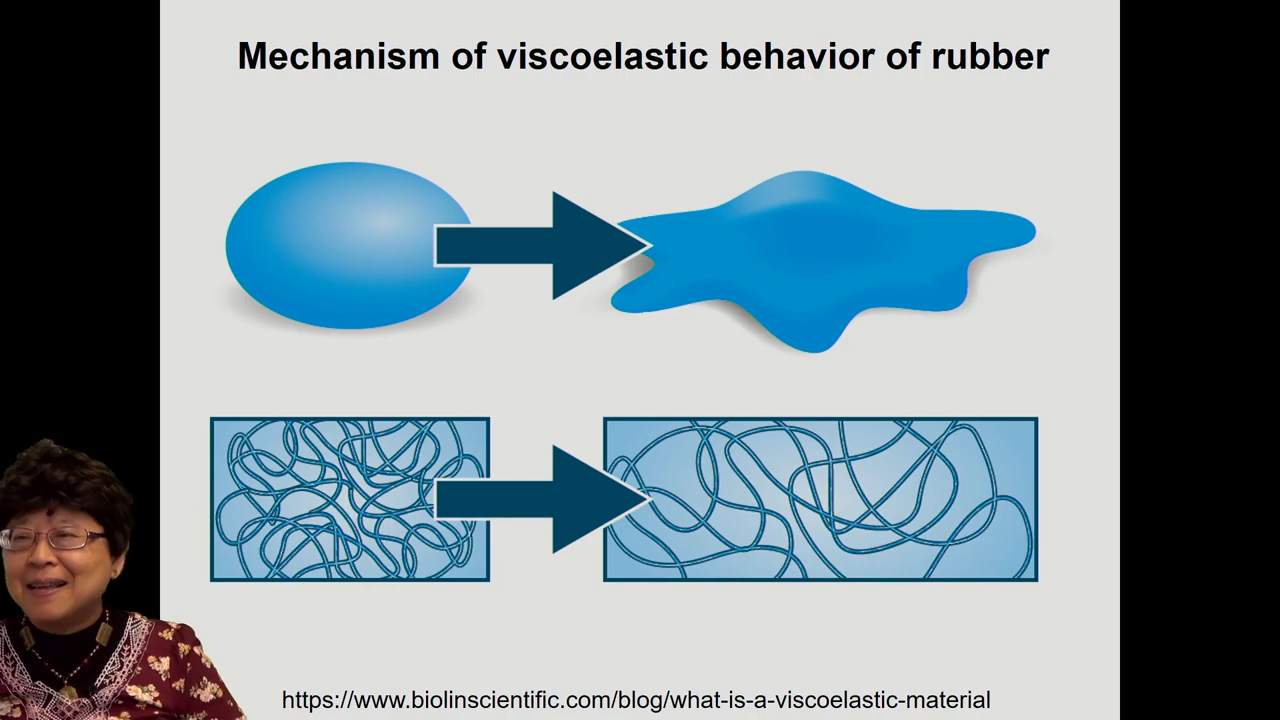 Mechanism of viscoelastic behavior of rubber
https://www.biolinscientific.com/blog/what-is-a-viscoelastic-material